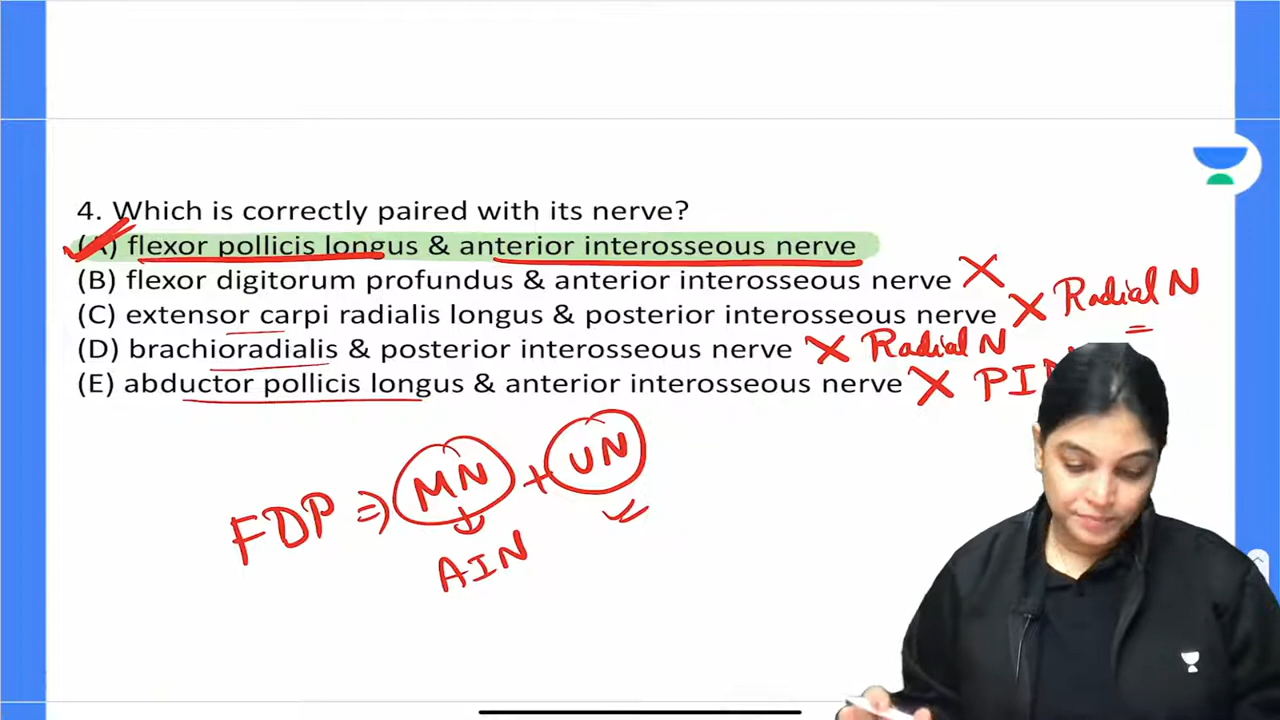 4. Which is correctly paired with its nerve?
(A) flexor pollicis longus & anterior interosseous nerve
(B) flexor digitorum profundus & anterior interosseous nerve X
(C) extensor carpi radialis longus & posterior interosseous nerve X Radial N
(D) brachioradialis & posterior interosseous nerve X Radial N
(E) abductor pollicis longus & anterior interosseous nerve X
FDP => MN + UN
AIN